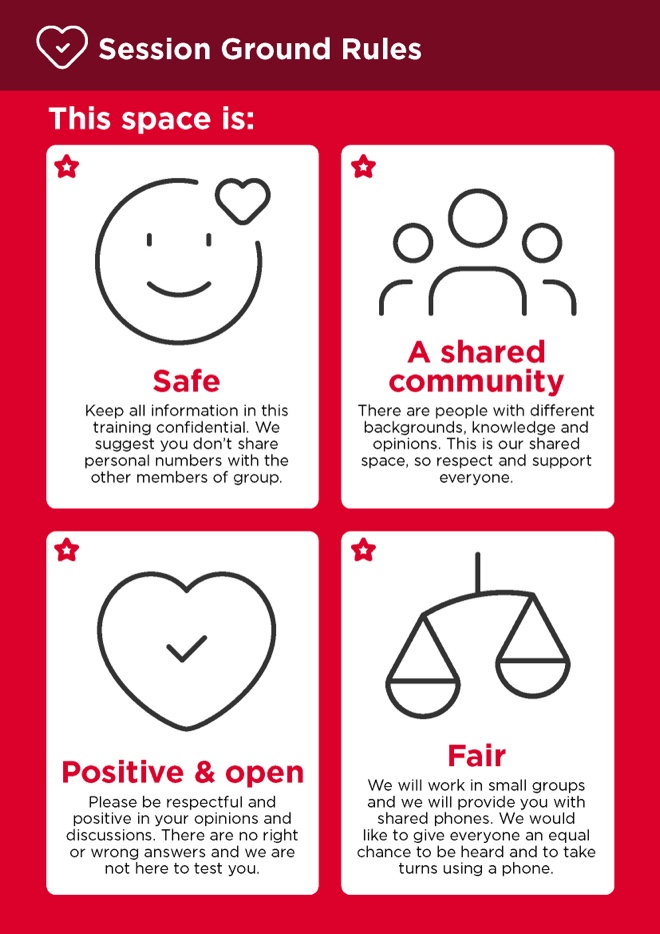 Session Ground Rules
This space is:
Safe
Keep all information in this
training confidential. We
suggest you don't share
personal numbers with the
other members of group.
A shared
community
There are people with different
backgrounds, knowledge and
opinions. This is our shared
space, so respect and support
everyone.
Positive & open
Please be respectful and
positive in your opinions and
discussions. There are no right
or wrong answers and we are
not here to test you.
Fair
We will work in small groups
and we will provide you with
shared phones. We would
like to give everyone an equal
chance to be heard and to take
turns using a phone.